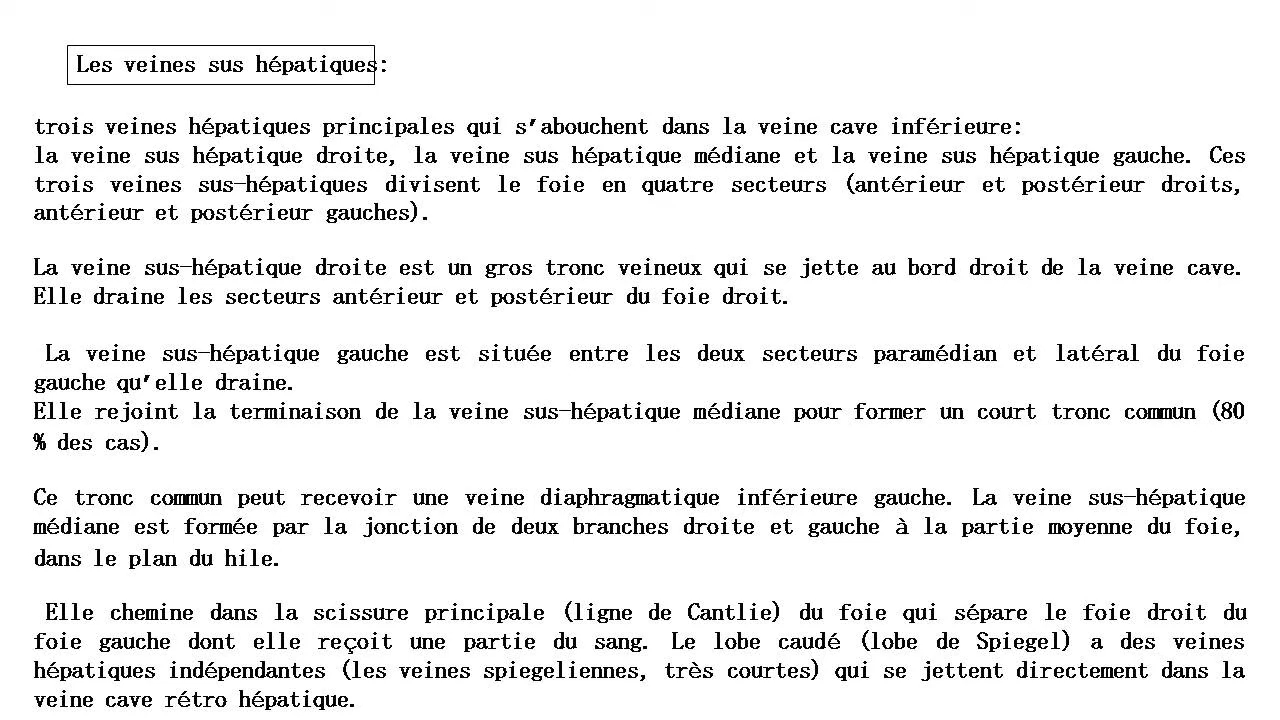 Les veines sus hépatiques:
trois veines hépatiques principales qui s’abouchent dans la veine cave inférieure:
la veine sus hépatique droite, la veine sus hépatique médiane et la veine sus hépatique gauche. Ces
trois veines sus-hépatiques divisent le foie en quatre secteurs (antérieur et postérieur droits,
antérieur et postérieur gauches).
La veine sus-hépatique droite est un gros tronc veineux qui se jette au bord droit de la veine cave.
Elle draine les secteurs antérieur et postérieur du foie droit.
La veine sus-hépatique gauche est située entre les deux secteurs paramédian et latéral du foie
gauche qu’elle draine.
Elle rejoint la terminaison de la veine sus-hépatique médiane pour former un court tronc commun (80
% des cas).
Ce tronc commun peut recevoir une veine diaphragmatique inférieure gauche. La veine sus-hépatique
médiane est formée par la jonction de deux branches droite et gauche à la partie moyenne du foie,
dans le plan du hile.
Elle chemine dans la scissure principale (ligne de Cantlie) du foie qui sépare le foie droit du
foie gauche dont elle reçoit une partie du sang. Le lobe caudé (lobe de Spiegel) a des veines
hépatiques indépendantes (les veines spiegeliennes, très courtes) qui se jettent directement dans la
veine cave rétro hépatique.